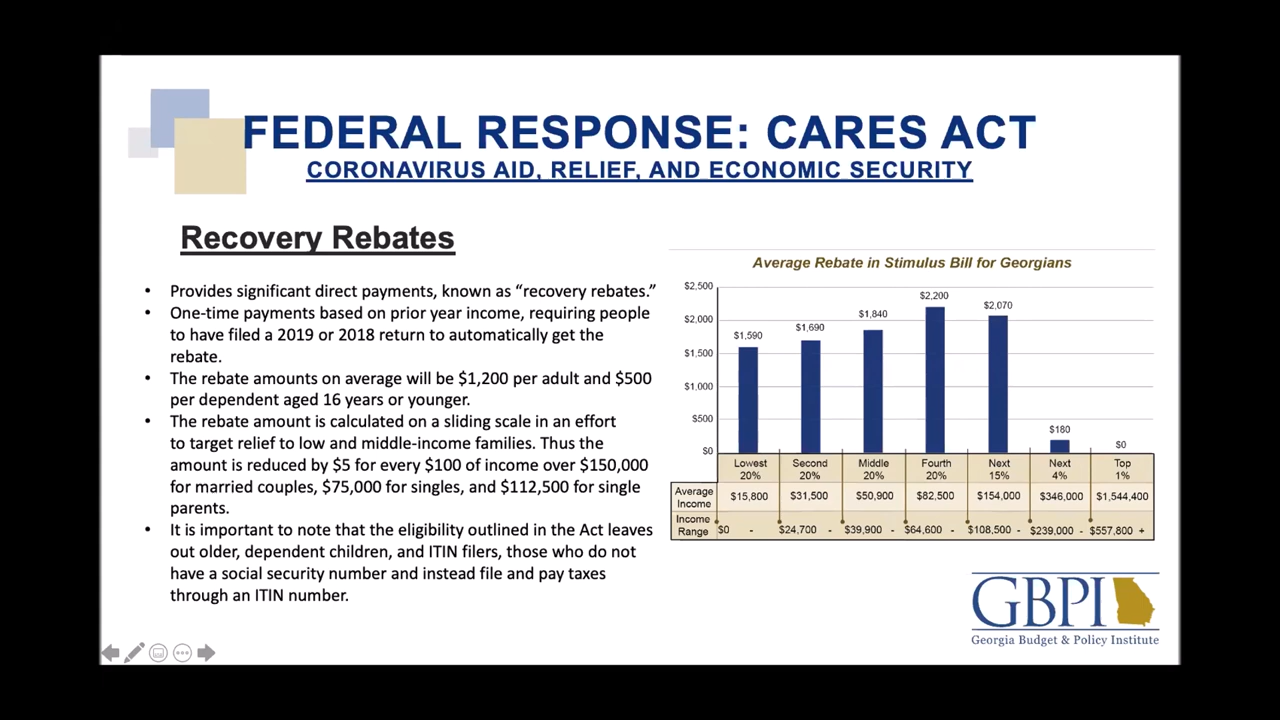 FEDERAL RESPONSE: CARES ACT
CORONAVIRUS AID, RELIEF, AND ECONOMIC SECURITY
Recovery Rebates
• Provides significant direct payments, known as “recovery rebates.”
• One-time payments based on prior year income, requiring people
to have filed a 2019 or 2018 return to automatically get the
rebate.
• The rebate amounts on average will be $1,200 per adult and $500
per dependent aged 16 years or younger.
• The rebate amount is calculated on a sliding scale in an effort
to target relief to low and middle-income families. Thus the
amount is reduced by $5 for every $100 of income over $150,000
for married couples, $75,000 for singles, and $112,500 for single
parents.
• It is important to note that the eligibility outlined in the Act leaves
out older, dependent children, and ITIN filers, those who do not
have a social security number and instead file and pay taxes
through an ITIN number.
Average Rebate in Stimulus Bill for Georgians
$2,500
$2,000
$1,500
$1,000
$500
$0
$1,590
$1,690
$1,840
$2,200
$2,070
$180
$0
Lowest 20%
Second 20%
Middle 20%
Fourth 20%
Next 15%
Next 4%
Top 1%
Average Income $15,800 $31,500 $50,900 $82,500 $154,000 $346,000 $1,544,400
Income Range $0 - $24,700 - $39,900 - $64,600 - $108,500 - $239,000 - $557,800 +
GBPI
Georgia Budget & Policy Institute